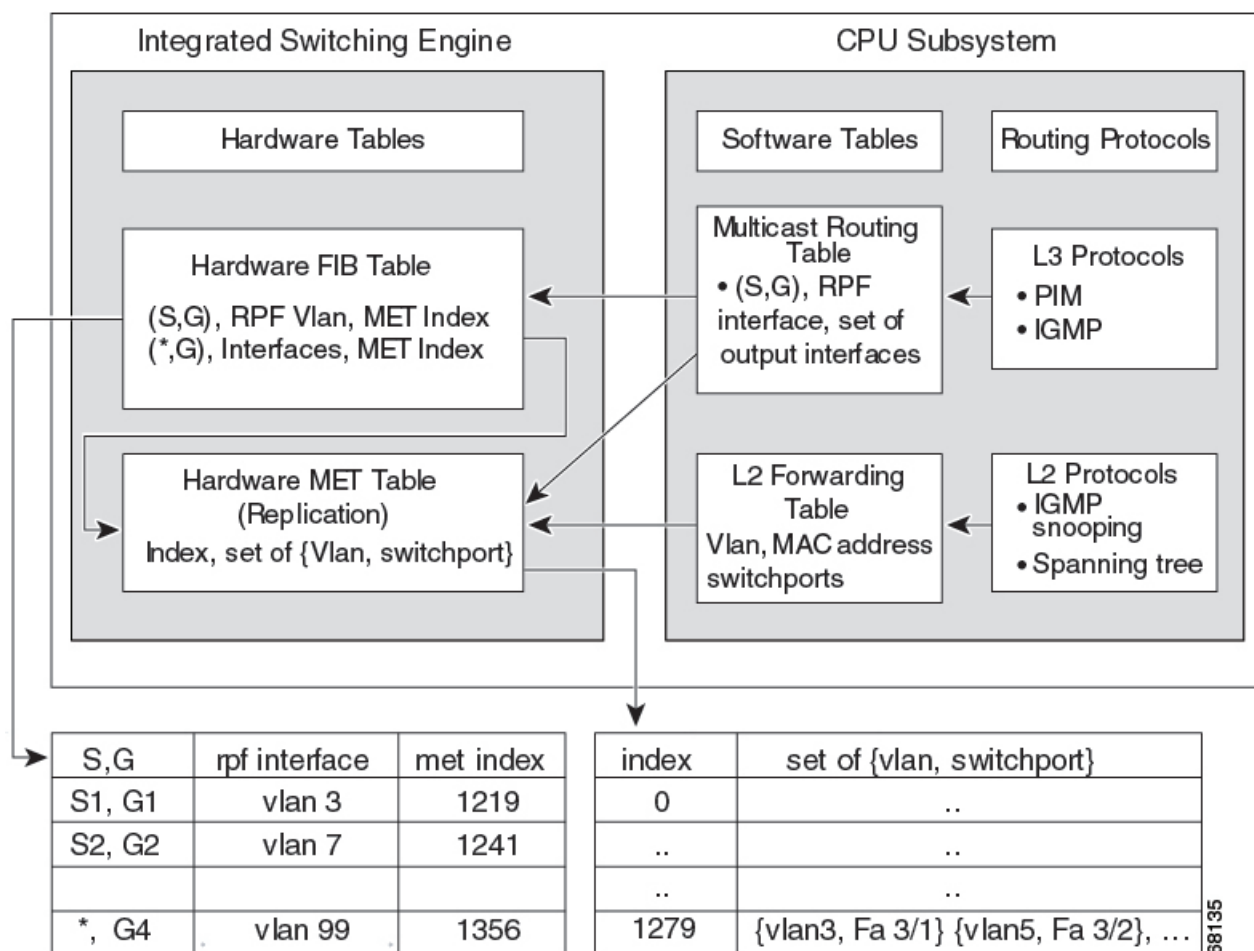 Integrated Switching Engine
CPU Subsystem
Hardware Tables
Software Tables
Routing Protocols
Hardware FIB Table
(S,G), RPF Vlan, MET Index
(*,G), Interfaces, MET Index
Multicast Routing
Table
• (S,G), RPF
interface, set of
output interfaces
L3 Protocols
• PIM
• IGMP
Hardware MET Table
(Replication)
Index, set of {Vlan, switchport}
L2 Forwarding
Table
Vlan, MAC address
switchports
L2 Protocols
• IGMP
snooping
• Spanning tree
S,G rpf interface met index
S1, G1 vlan 3 1219
S2, G2 vlan 7 1241
*, G4 vlan 99 1356
index set of {vlan, switchport}
0 ..
.. ..
.. ..
1279 {vlan3, Fa 3/1} {vlan5, Fa 3/2}, ...
68135